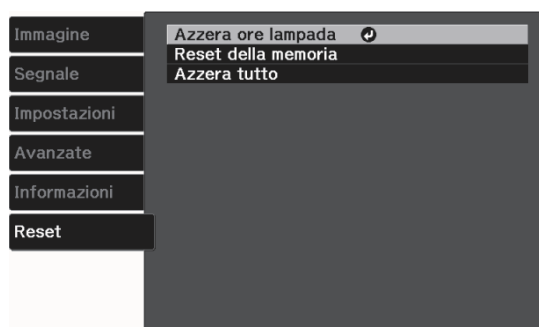 Immagine
Segnale
Impostazioni
Avanzate
Informazioni
Reset
Azzera ore lampada
Reset della memoria
Azzera tutto